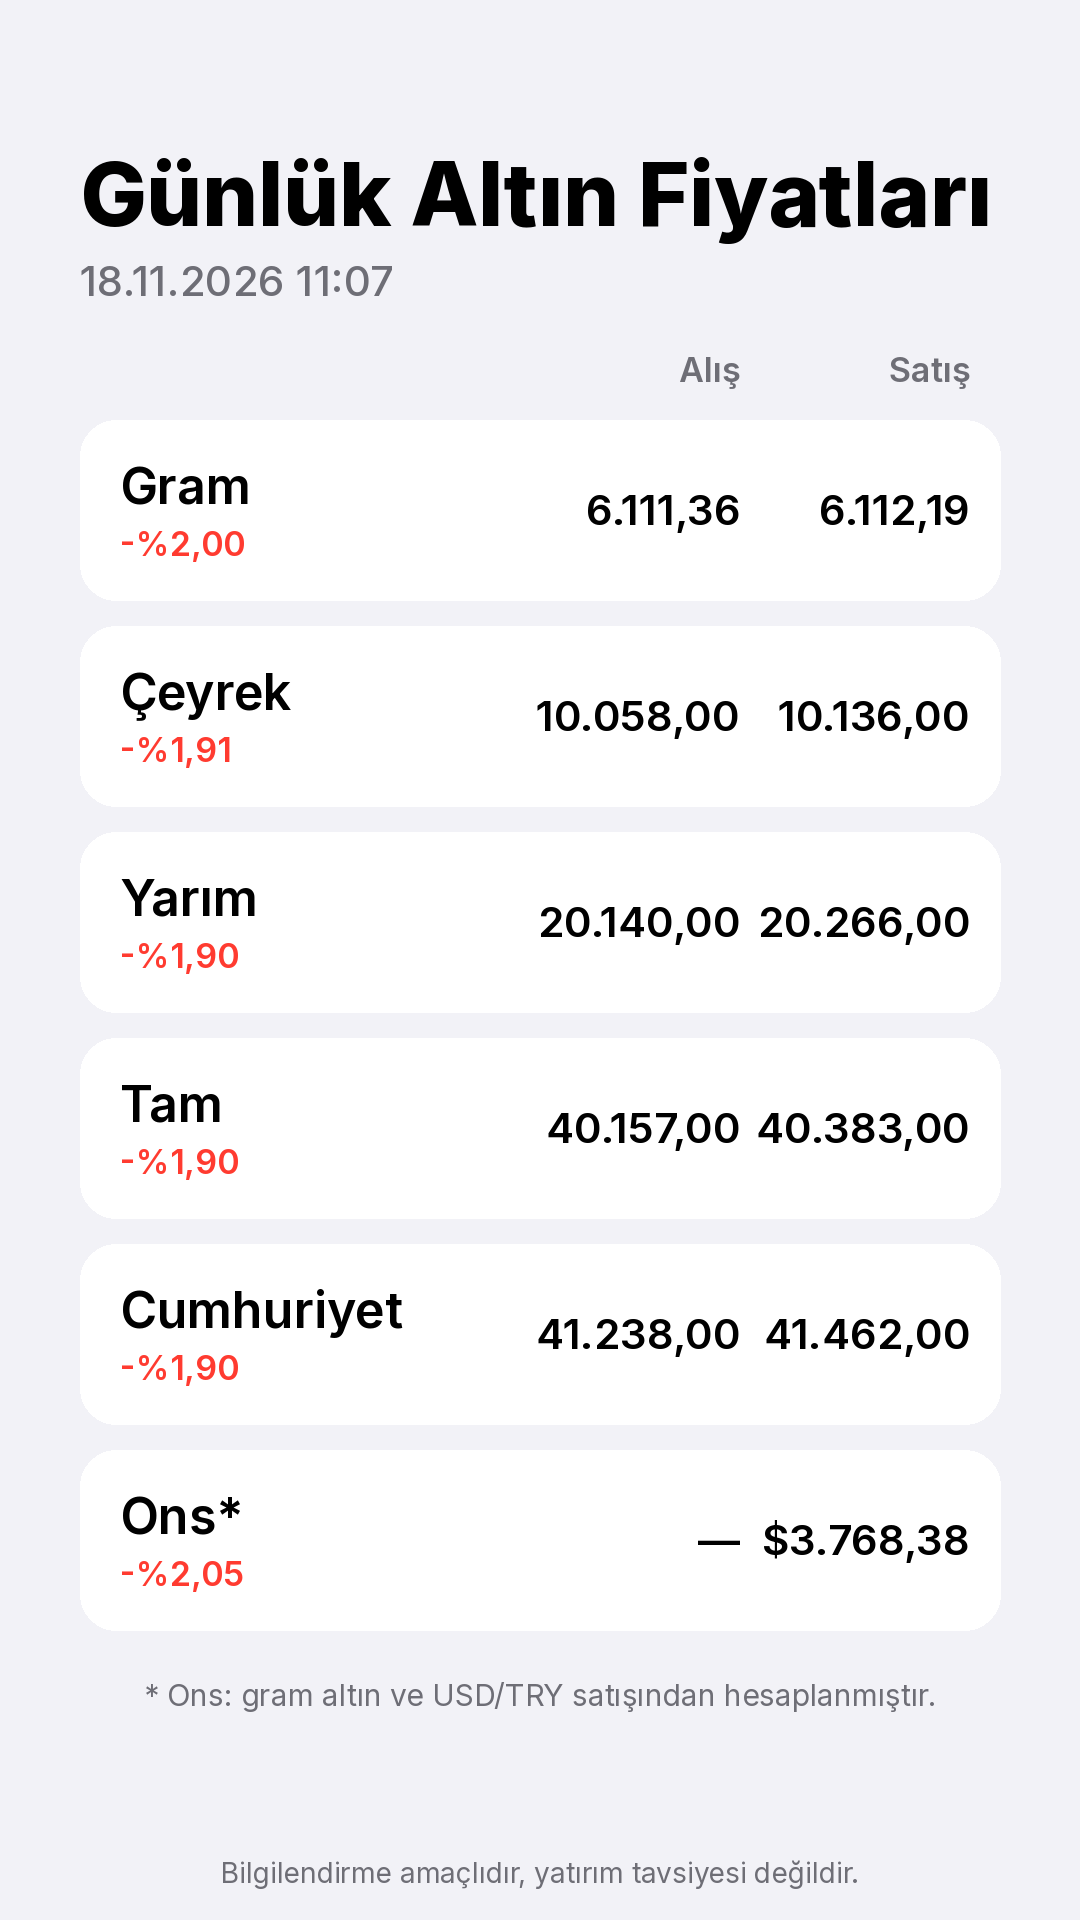 Günlük Altın Fiyatları
18.11.2026 11:07
Alış Satış
Gram
-%2,00
6.111,36 6.112,19
Çeyrek
-%1,91
10.058,00 10.136,00
Yarım
-%1,90
20.140,00 20.266,00
Tam
-%1,90
40.157,00 40.383,00
Cumhuriyet
-%1,90
41.238,00 41.462,00
Ons*
-%2,05
— $3.768,38
* Ons: gram altın ve USD/TRY satışından hesaplanmıştır.
Bilgilendirme amaçlıdır, yatırım tavsiyesi değildir.